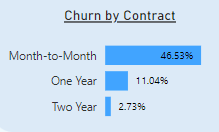 Churn by Contract
Month-to-Month 46.53%
One Year 11.04%
Two Year 2.73%